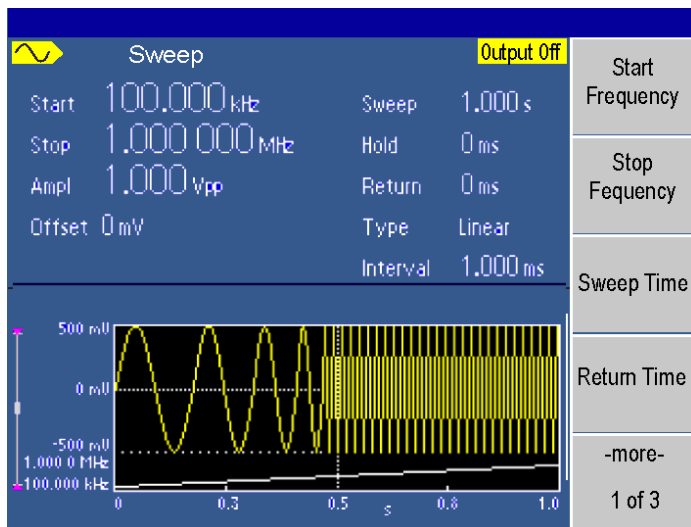 Sweep
Output Off
Start 100.000 kHz
Sweep 1.000 s
Stop 1.000 000 MHz
Hold 0 ms
Ampl 1.000 Vpp
Return 0 ms
Offset 0 mV
Type Linear
Interval 1.000 ms
500 mU
0 mU
-500 mU
1.000 0 MHz
100.000 kHz
0 0.3 0.5 0.8 1.0
s
Start
Frequency
Stop
Fequency
Sweep Time
Return Time
-more-
1 of 3